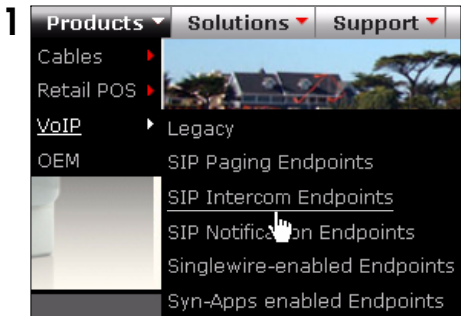 1
Products Solutions Support
Cables
Retail POS
VoIP
OEM
Legacy
SIP Paging Endpoints
SIP Intercom Endpoints
SIP Notification Endpoints
Singlewire-enabled Endpoints
Syn-Apps enabled Endpoints